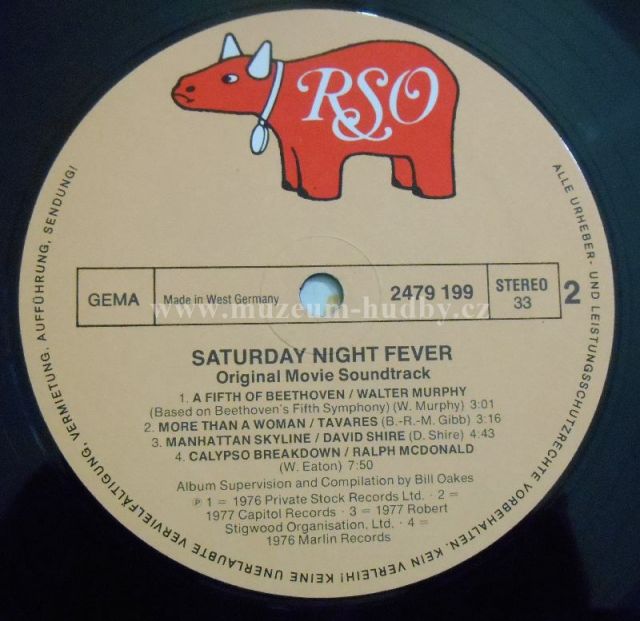 RSO
GEMA
Made in West Germany
2479 199
STEREO
33
2
www.muzeum-hudby.cz
SATURDAY NIGHT FEVER
Original Movie Soundtrack
1. A FIFTH OF BEETHOVEN / WALTER MURPHY
(Based on Beethoven's Fifth Symphony) (W. Murphy) 3:01
2. MORE THAN A WOMAN / TAVARES (B.-R.-M. Gibb) 3:16
3. MANHATTAN SKYLINE / DAVID SHIRE (D. Shire) 4:43
4. CALYPSO BREAKDOWN / RALPH MCDONALD
(W. Eaton) 7:50
Album Supervision and Compilation by Bill Oakes
℗ 1 = 1976 Private Stock Records Ltd. · 2 =
1977 Capitol Records · 3 = 1977 Robert
Stigwood Organisation, Ltd. · 4 =
1976 Marlin Records
ALLE URHEBER- UND LEISTUNGSSCHUTZRECHTE VORBEHALTEN. KEIN VERLEIH! KEINE UNERLAUBTE VERVIELFÄLTIGUNG, VERMIETUNG, AUFFÜHRUNG, SENDUNG!